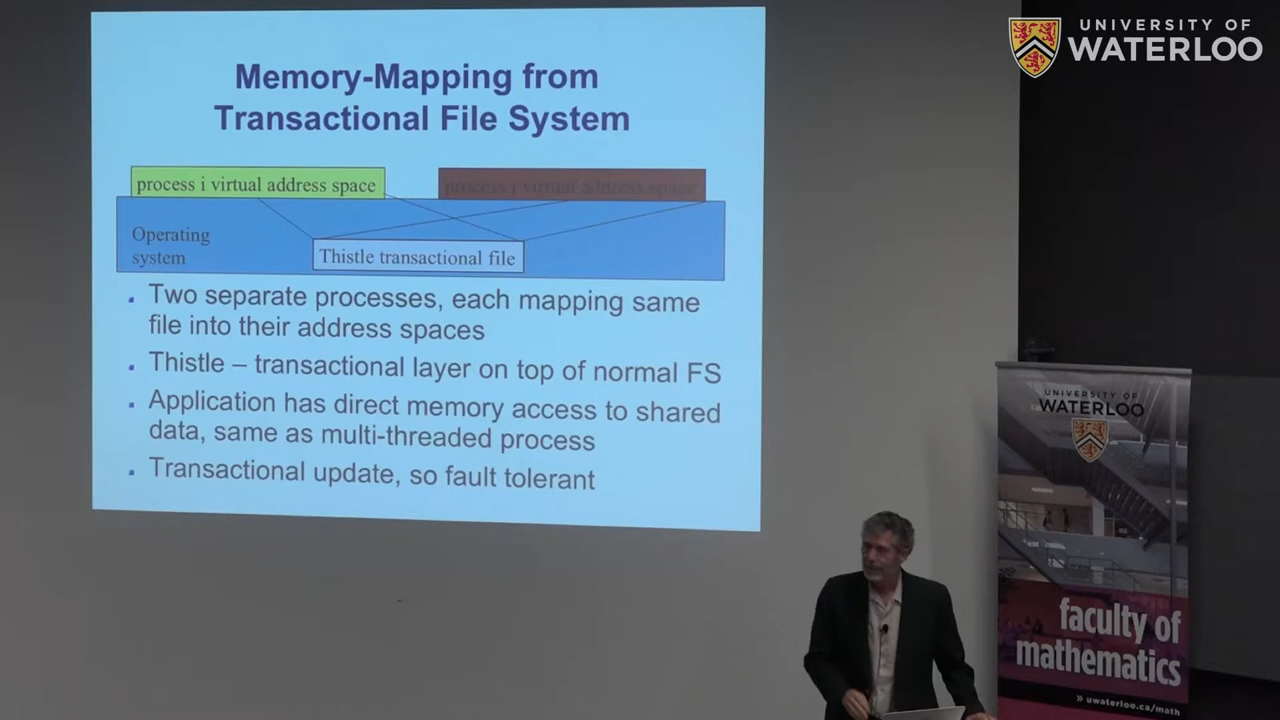 UNIVERSITY OF
WATERLOO
Memory-Mapping from
Transactional File System
process i virtual address space
process j virtual address space
Operating
system
Thistle transactional file
Two separate processes, each mapping same
file into their address spaces
Thistle – transactional layer on top of normal FS
Application has direct memory access to shared
data, same as multi-threaded process
Transactional update, so fault tolerant
UNIVERSITY OF
WATERLOO
faculty of
mathematics
» uwaterloo.ca/math